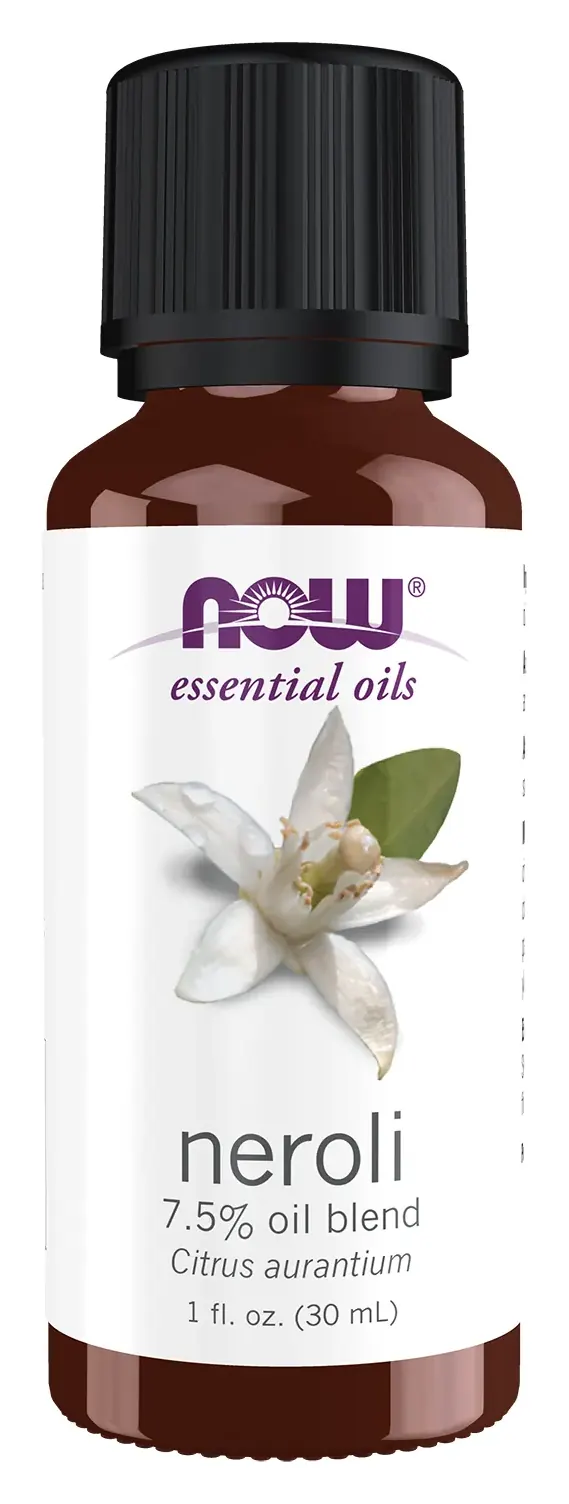 now®
essential oils
neroli
7.5% oil blend
Citrus aurantium
1 fl. oz. (30 mL)